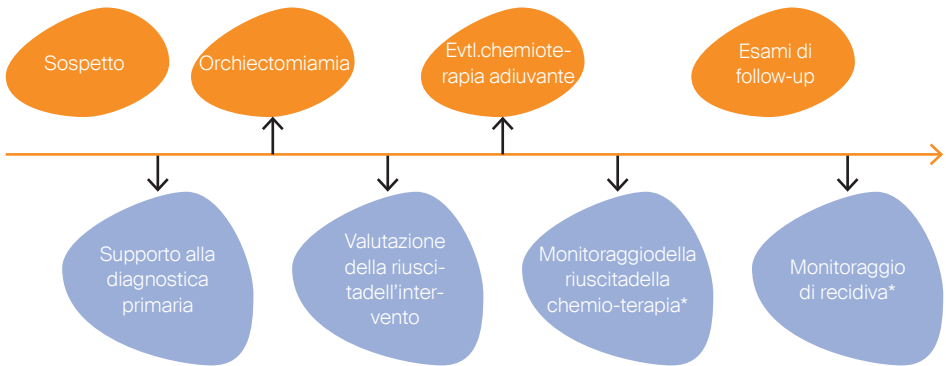 Sospetto
Orchiectomiamia
Evtl.chemiote-
rapia adiuvante
Esami di
follow-up
Supporto alla
diagnostica
primaria
Valutazione
della riusci-
tadell'inter-
vento
Monitoraggiodella
riuscitadella
chemio-terapia*
Monitoraggio
di recidiva*